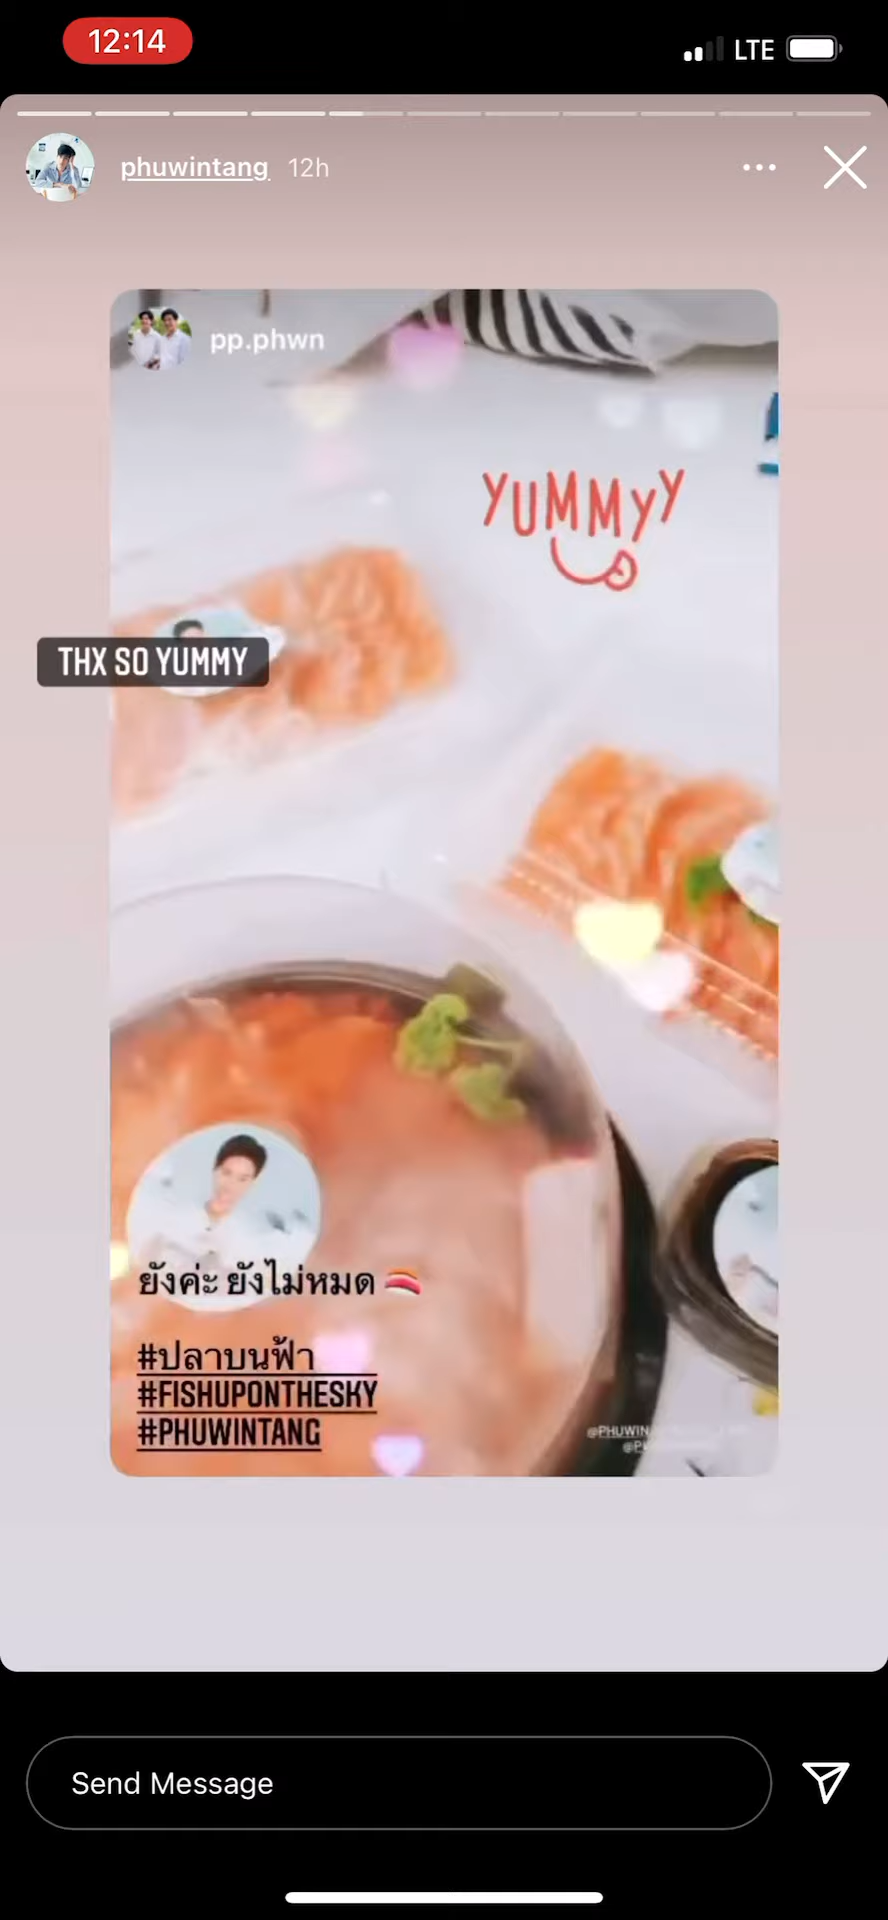 12:14
LTE
phuwintang 12h
pp.phwn
YUMMYY
THX SO YUMMY
ยังค่ะ ยังไม่หมด
#ปลาบนฟ้า
#FISHUPONTHESKY
#PHUWINTANG
Send Message